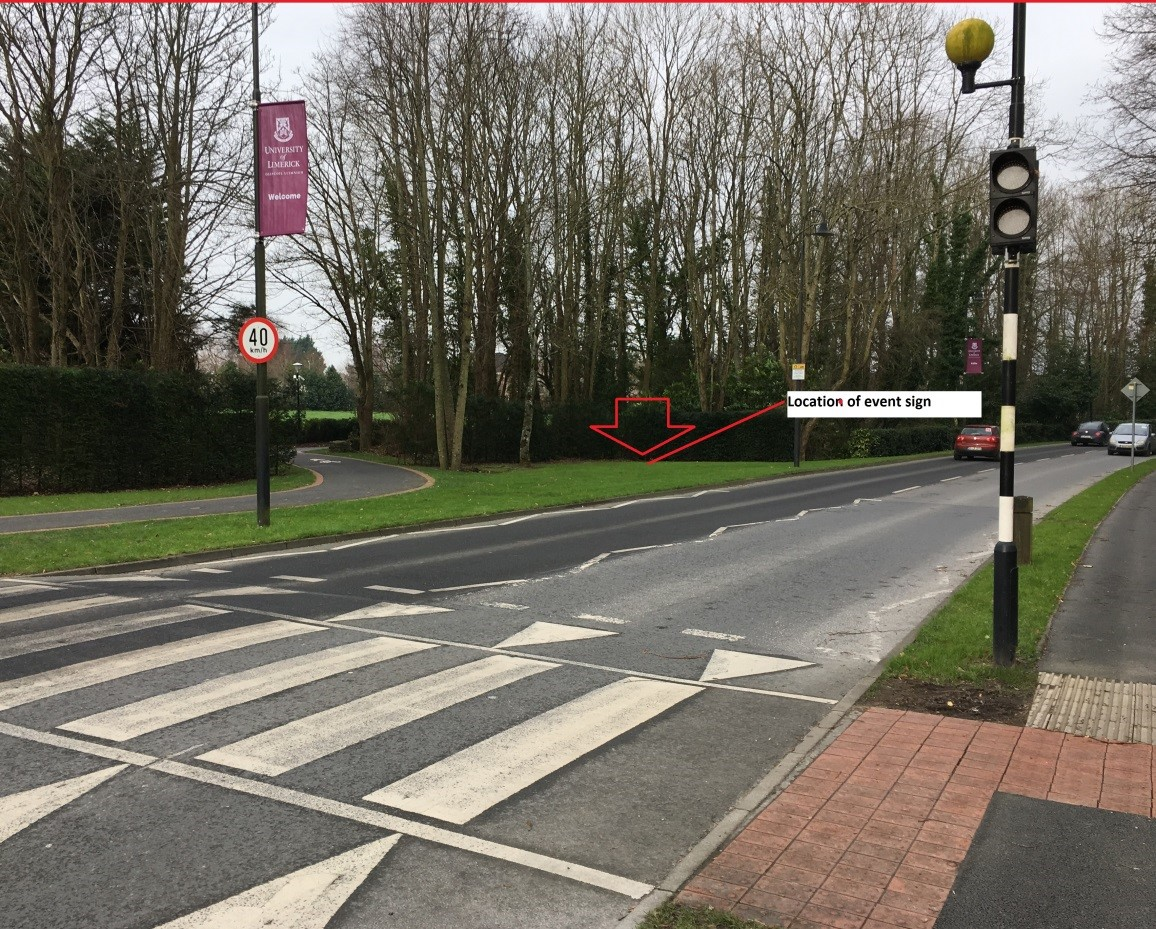 UNIVERSITY
of
LIMERICK
Welcome
40
km/h
Location of event sign